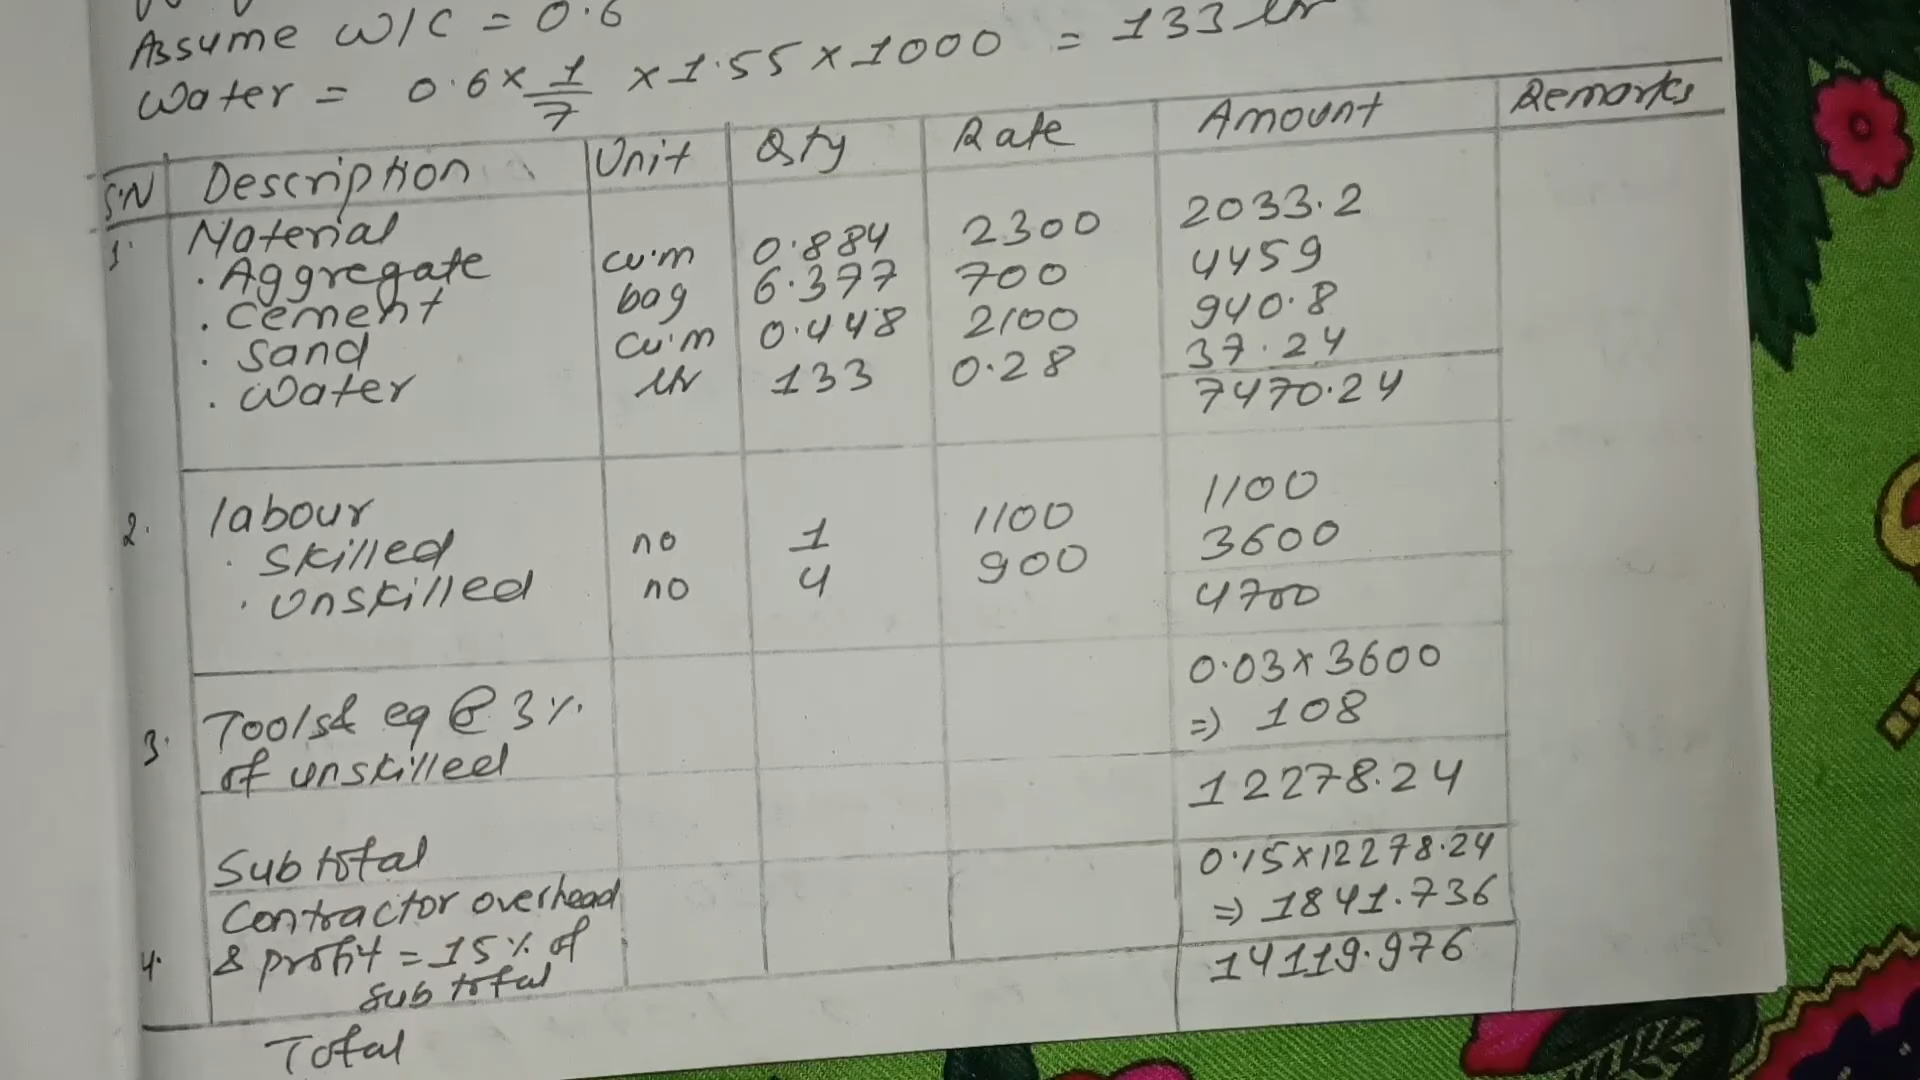 Assume W/C = 0.6
Water = 0.6 x 1/7 x 1.55 x 1000 = 133 ltr
S.N Description Unit Qty Rate Amount Remarks
1. Material
. Aggregate cu.m 0.884 2300 2033.2
. Cement bag 6.377 700 4459
. Sand cu.m 0.448 2100 940.8
. Water ltr 133 0.28 37.24
7470.24
2. labour
. Skilled no 1 1100 1100
. Unskilled no 4 900 3600
4700
3. Tools& eq @ 3% 0.03 x 3600
of unskilled => 108
Sub total 12278.24
Contractor overhead 0.15 x 12278.24
4. & profit = 15% of => 1841.736
sub total
Total 14119.976